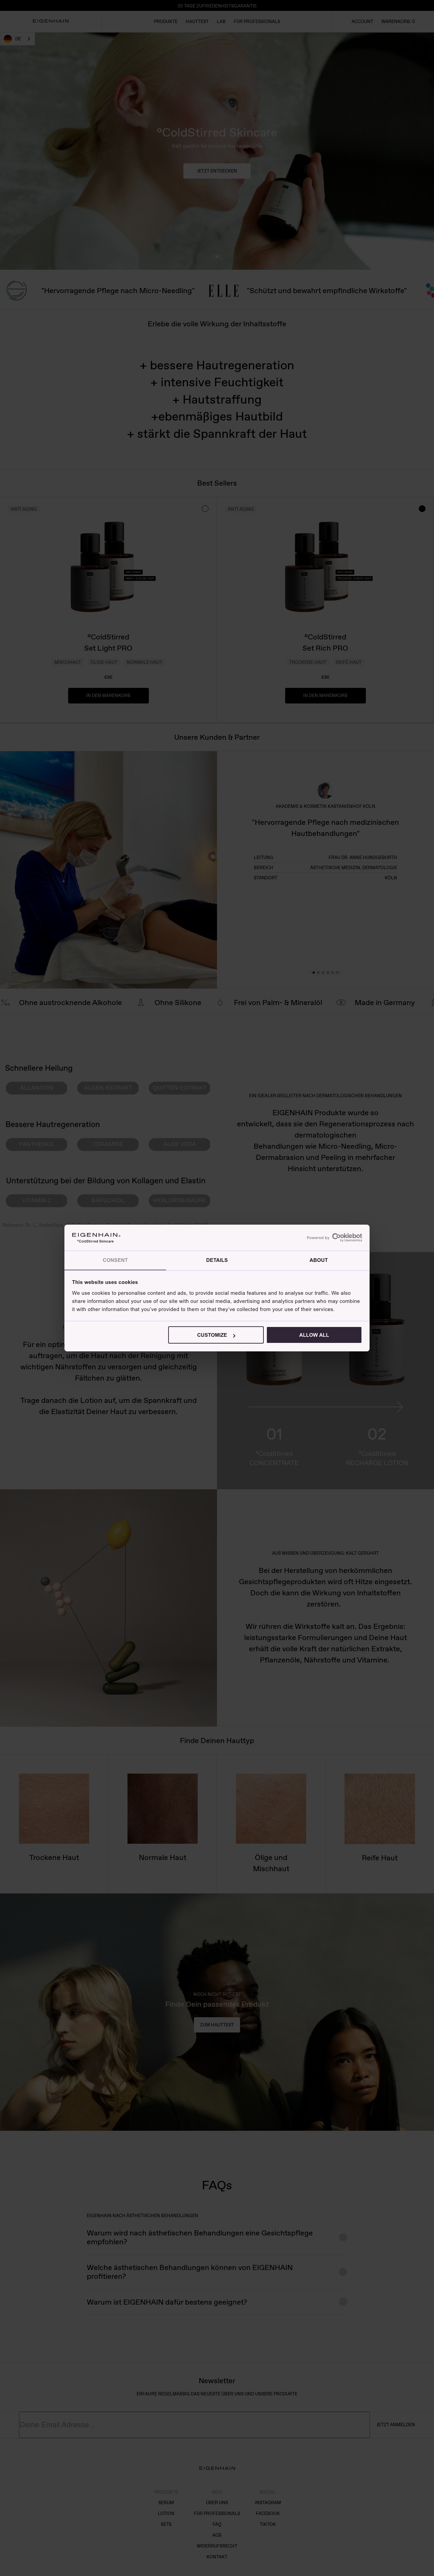 30 TAGE ZUFRIEDENHEITSGARANTIE
EIGENHAIN
PRODUKTE HAUTTEST LAB FOR PROFESSIONALS
ACCOUNT WARENKORB: 0
DE
°ColdStirred Skincare
JETZT ENTDECKEN
"Hervorragende Pflege nach Micro-Needling" ELLE "Schützt und bewahrt empfindliche Wirkstoffe"
Erlebe die volle Wirkung der Inhaltsstoffe
+ bessere Hautregeneration
+ intensive Feuchtigkeit
+ Hautstraffung
+ebenmäßiges Hautbild
+ stärkt die Spannkraft der Haut
Best Sellers
ANTI AGING
ANTI AGING
°ColdStirred
Set Light PRO
MISCHHAUT ÖLIGE HAUT NORMALE HAUT
IN DEN WARENKORB
°ColdStirred
Set Rich PRO
TROCKENE HAUT REIFE HAUT
IN DEN WARENKORB
Unsere Kunden & Partner
AKADEMIE & KOSMETIK KASTANIENHOF KÖLN
"Hervorragende Pflege nach medizinischen
Hautbehandlungen"
LEITUNG FRAU DR. ANNE HUNDGEBURTH
BEREICH ÄSTHETISCHE MEDIZIN, DERMATOLOGIE
STANDORT KÖLN
Ohne austrocknende Alkohole Ohne Silikone Frei von Palm- & Mineralöl Made in Germany
Schnellere Heilung
ALLANTOIN
Bessere Hautregeneration
Unterstützung bei der Bildung von Kollagen und Elastin
EIN IDEALER BEGLEITER NACH DERMATOLOGISCHEN BEHANDLUNGEN
EIGENHAIN Produkte wurde so
entwickelt, dass sie den Regenerationsprozess nach
dermatologischen
Behandlungen wie Micro-Needling, Micro-
Dermabrasion und Peeling in mehrfacher
Hinsicht unterstützen.
EIGENHAIN
°ColdStirred Skincare
Powered by Cookiebot
by Usercentrics
CONSENT DETAILS ABOUT
This website uses cookies
We use cookies to personalise content and ads, to provide social media features and to analyse our traffic. We also
share information about your use of our site with our social media, advertising and analytics partners who may combine
it with other information that you've provided to them or that they've collected from your use of their services.
CUSTOMIZE ALLOW ALL
auftragen, um die Haut nach der Reinigung mit
wichtigen Nährstoffen zu versorgen und gleichzeitig
Fältchen zu glätten.
Trage danach die Lotion auf, um die Spannkraft und
die Elastizität Deiner Haut zu verbessern.
01 02
°ColdStirred
CONCENTRATE
°ColdStirred
RECHARGE LOTION
AUS WISSEN UND ÜBERZEUGUNG: KALT GERÜHRT
Bei der Herstellung von herkömmlichen
Gesichtspflegeprodukten wird oft Hitze eingesetzt.
Doch die kann die Wirkung von Inhaltsstoffen
zerstören.
Wir rühren die Wirkstoffe kalt an. Das Ergebnis:
leistungsstarke Formulierungen und Deine Haut
erhält die volle Kraft der natürlichen Extrakte,
Pflanzenöle, Nährstoffe und Vitamine.
Finde Deinen Hauttyp
Trockene Haut
Normale Haut
Ölige und
Mischhaut
Reife Haut
Finde Dein passendes Produkt
ZUM HAUTTEST
FAQs
EIGENHAIN NACH ÄSTHETISCHEN BEHANDLUNGEN
Warum wird nach ästhetischen Behandlungen eine Gesichtspflege
empfohlen?
Welche ästhetischen Behandlungen können von EIGENHAIN
profitieren?
Warum ist EIGENHAIN dafür bestens geeignet?
Newsletter
ERFAHRE REGELMÄSSIG DAS NEUESTE ÜBER UNS UND UNSERE PRODUKTE
Deine Email Adresse...
JETZT ANMELDEN
EIGENHAIN
SERUM
LOTION
SETS
ÜBER UNS
FOR PROFESSIONALS
FAQ
AGB
WIDERRUFSRECHT
KONTAKT
INSTAGRAM
FACEBOOK
TIKTOK